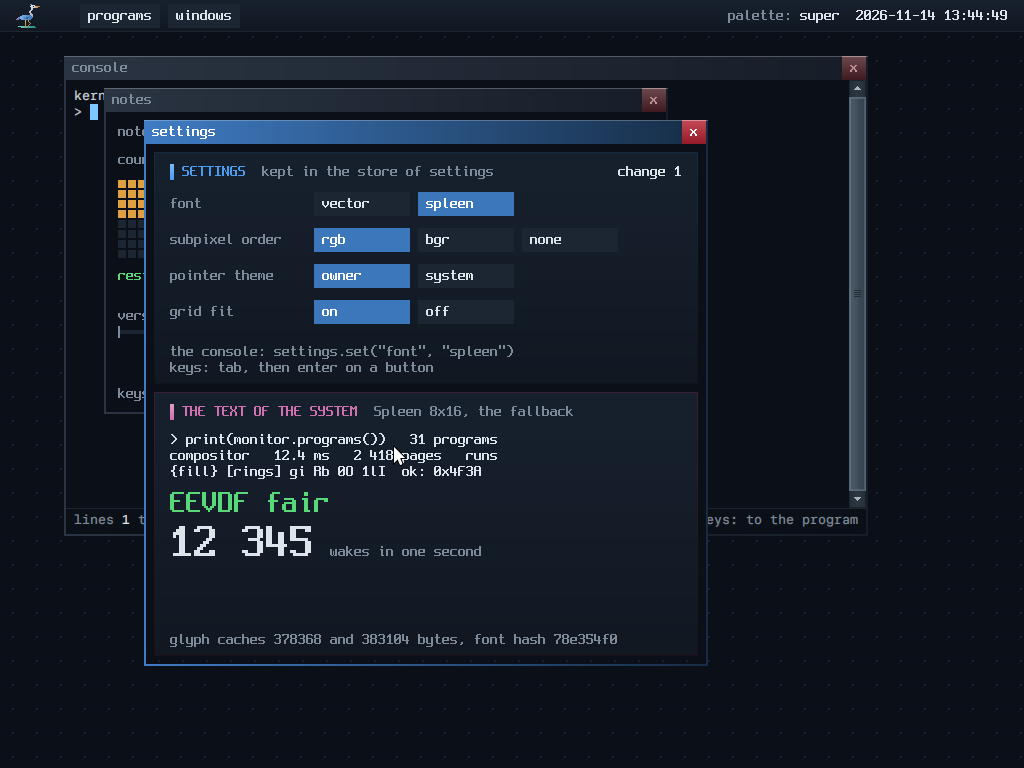 programs windows palette: super 2026-11-14 13:44:49
console x
kern
>
notes x
note
cour
rest
vers
keys
settings x
SETTINGS kept in the store of settings change 1
font vector spleen
subpixel order rgb bgr none
pointer theme owner system
grid fit on off
the console: settings.set("font", "spleen")
keys: tab, then enter on a button
THE TEXT OF THE SYSTEM Spleen 8x16, the fallback
> print(monitor.programs()) 31 programs
compositor 12.4 ms 2 418 pages runs
{fill} [rings] gi Rb 0O 1lI ok: 0x4F3A
EEVDF fair
12 345 wakes in one second
glyph caches 378368 and 383104 bytes, font hash 78e354f0
lines 1 t eys: to the program